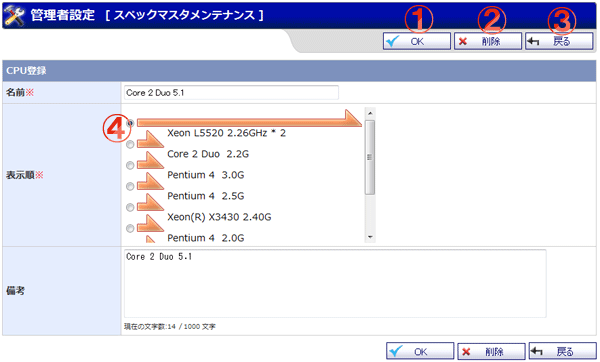 管理者設定 [ スペックマスタメンテナンス ]
① ② ③
OK 削除 戻る
CPU登録
名前※ Core 2 Duo 5.1
④
表示順※
Xeon L5520 2.26GHz * 2
Core 2 Duo 2.2G
Pentium 4 3.0G
Pentium 4 2.5G
Xeon(R) X3430 2.40G
Pentium 4 2.0G
備考
Core 2 Duo 5.1
現在の文字数:14 / 1000 文字
OK 削除 戻る